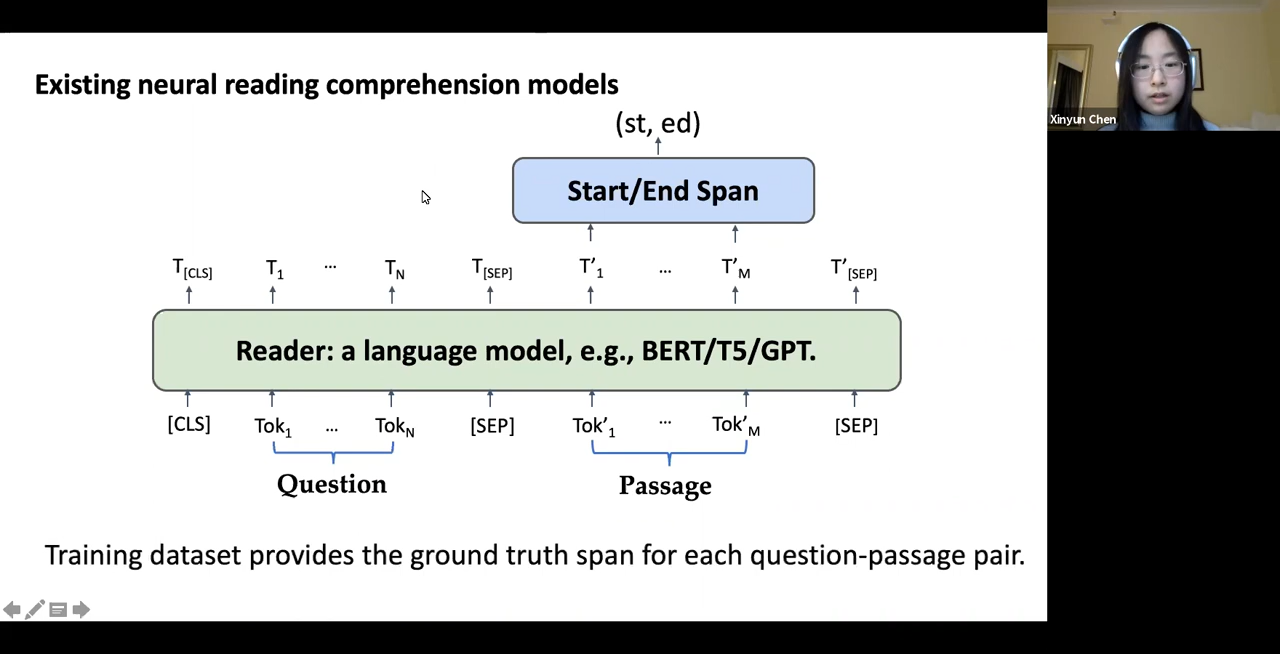 Existing neural reading comprehension models
(st, ed)
Start/End Span
T[CLS] T1 ... TN T[SEP] T'1 ... T'M T'[SEP]
Reader: a language model, e.g., BERT/T5/GPT.
[CLS] Tok1 ... TokN [SEP] Tok'1 ... Tok'M [SEP]
Question Passage
Training dataset provides the ground truth span for each question-passage pair.
Xinyun Chen